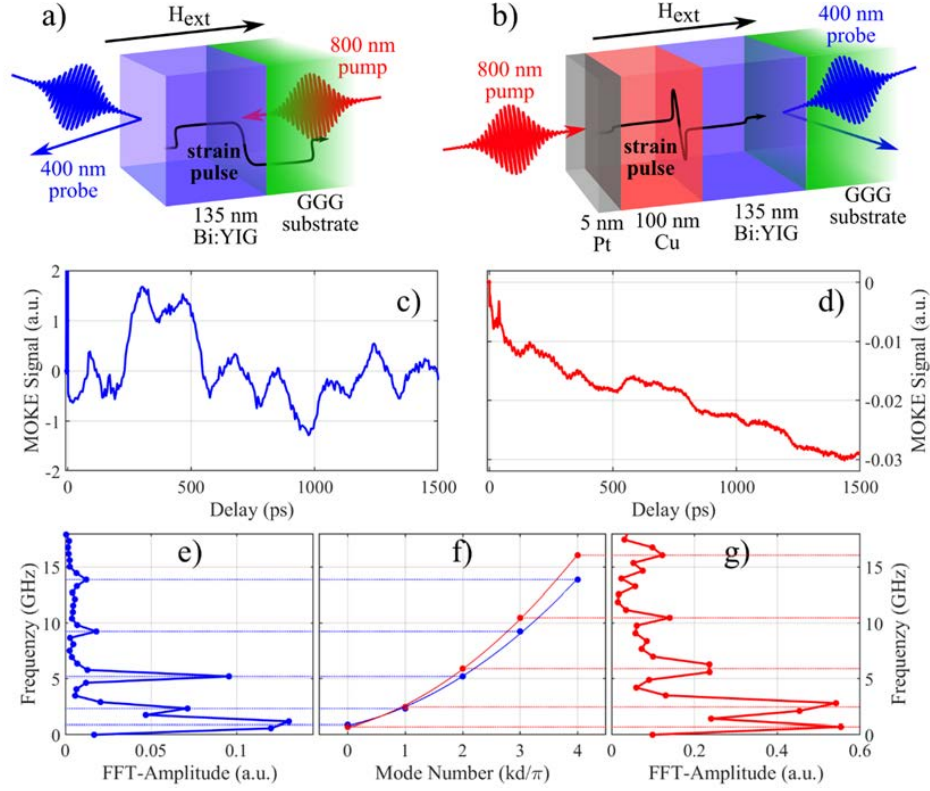 a)
H_ext
800 nm
pump
400 nm
probe
strain
pulse
135 nm
Bi:YIG
GGG
substrate
b)
H_ext
400 nm
probe
800 nm
pump
strain
pulse
5 nm
Pt
100 nm
Cu
135 nm
Bi:YIG
GGG
substrate
c)
MOKE Signal (a.u.)
2
1
0
-1
-2
0 500 1000 1500
Delay (ps)
d)
0
-0.01
-0.02
-0.03
MOKE Signal (a.u.)
0 500 1000 1500
Delay (ps)
e)
Frequenzy (GHz)
15
10
5
0
0 0.05 0.1
FFT-Amplitude (a.u.)
f)
0 1 2 3 4
Mode Number (kd/π)
g)
15
10
5
0
Frequenzy (GHz)
0 0.2 0.4 0.6
FFT-Amplitude (a.u.)